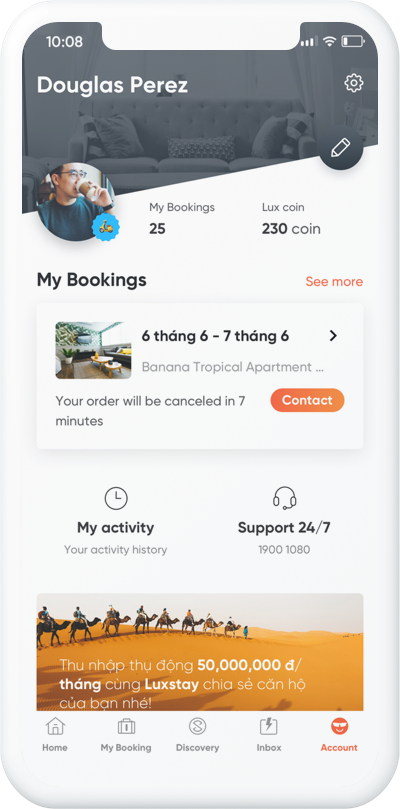 10:08
Douglas Perez
My Bookings
Lux coin
25
230 coin
My Bookings
See more
6 tháng 6 - 7 tháng 6
Banana Tropical Apartment ...
Your order will be canceled in 7
minutes
Contact
My activity
Support 24/7
Your activity history
1900 1080
Thu nhập thụ động 50,000,000 đ/
tháng cùng Luxstay chia sẻ căn hộ
của bạn nhé!
Home
My Booking
Discovery
Inbox
Account